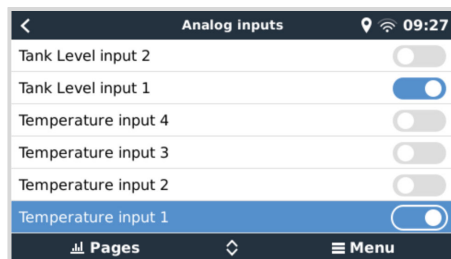 Analog inputs 09:27
Tank Level input 2
Tank Level input 1
Temperature input 4
Temperature input 3
Temperature input 2
Temperature input 1
Pages Menu